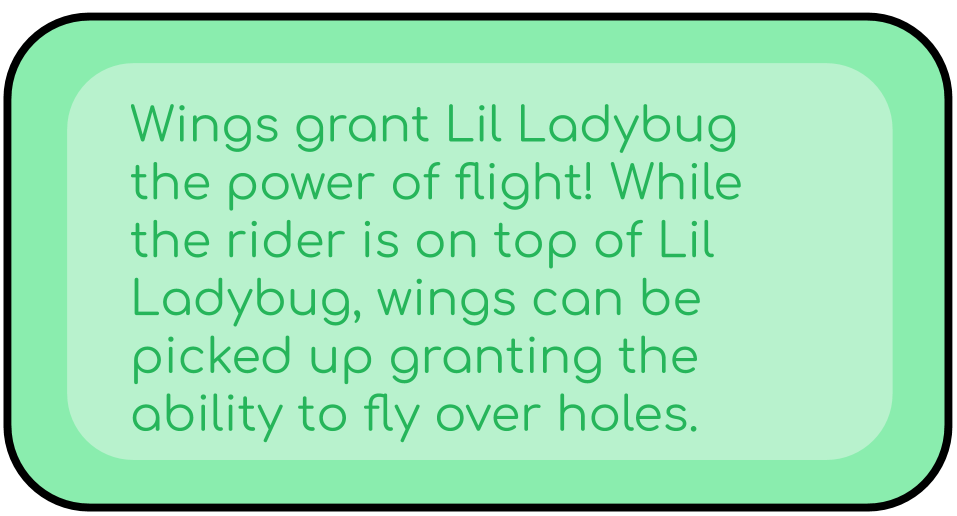 Wings grant Lil Ladybug
the power of flight! While
the rider is on top of Lil
Ladybug, wings can be
picked up granting the
ability to fly over holes.